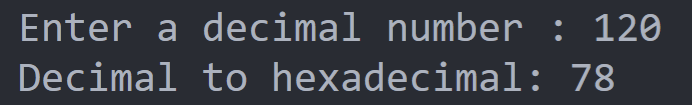 Enter a decimal number : 120
Decimal to hexadecimal: 78